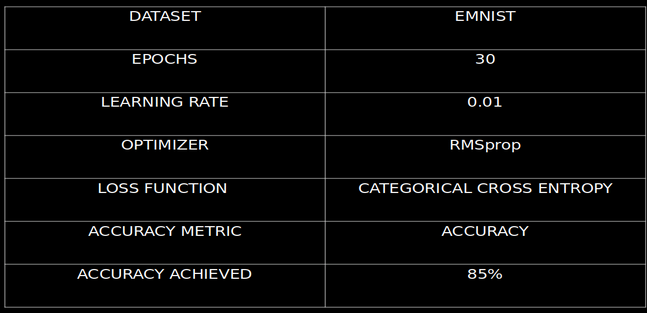 DATASET EMNIST
EPOCHS 30
LEARNING RATE 0.01
OPTIMIZER RMSprop
LOSS FUNCTION CATEGORICAL CROSS ENTROPY
ACCURACY METRIC ACCURACY
ACCURACY ACHIEVED 85%